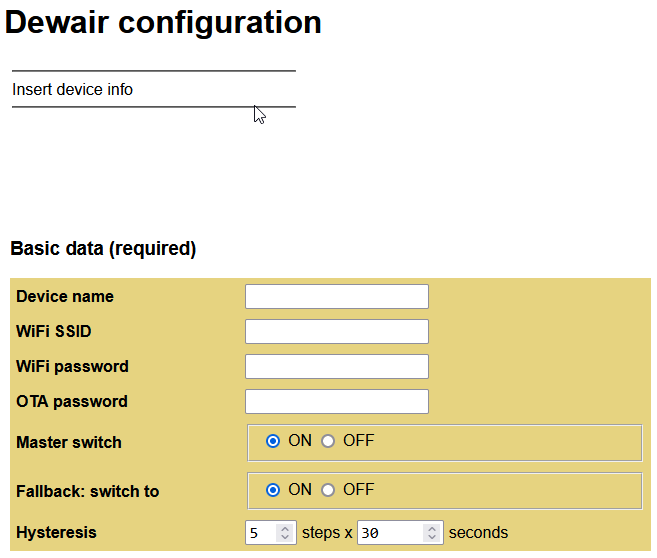 Dewair configuration
Insert device info
Basic data (required)
Device name
WiFi SSID
WiFi password
OTA password
Master switch ON OFF
Fallback: switch to ON OFF
Hysteresis 5 steps x 30 seconds